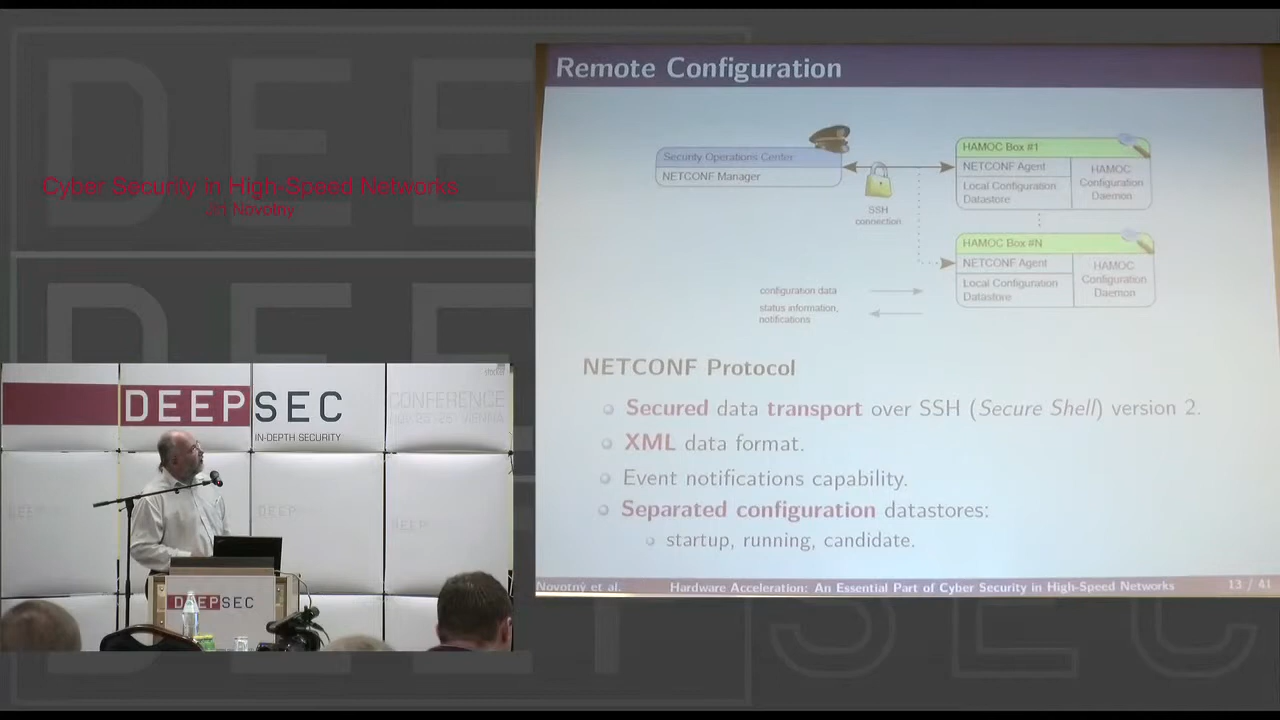 Cyber Security in High-Speed Networks
Jiri Novotny
DEEPSEC
IN-DEPTH SECURITY
CONFERENCE
DEEPSEC
Remote Configuration
Security Operations Center
NETCONF Manager
SSH
connection
HAMOC Box #1
NETCONF Agent
Local Configuration
Datastore
HAMOC
Configuration
Daemon
HAMOC Box #N
NETCONF Agent
Local Configuration
Datastore
HAMOC
Configuration
Daemon
configuration data
status information,
notifications
NETCONF Protocol
Secured data transport over SSH (Secure Shell) version 2.
XML data format.
Event notifications capability.
Separated configuration datastores:
startup, running, candidate.
Novotný et al.
Hardware Acceleration: An Essential Part of Cyber Security in High-Speed Networks
13 / 41